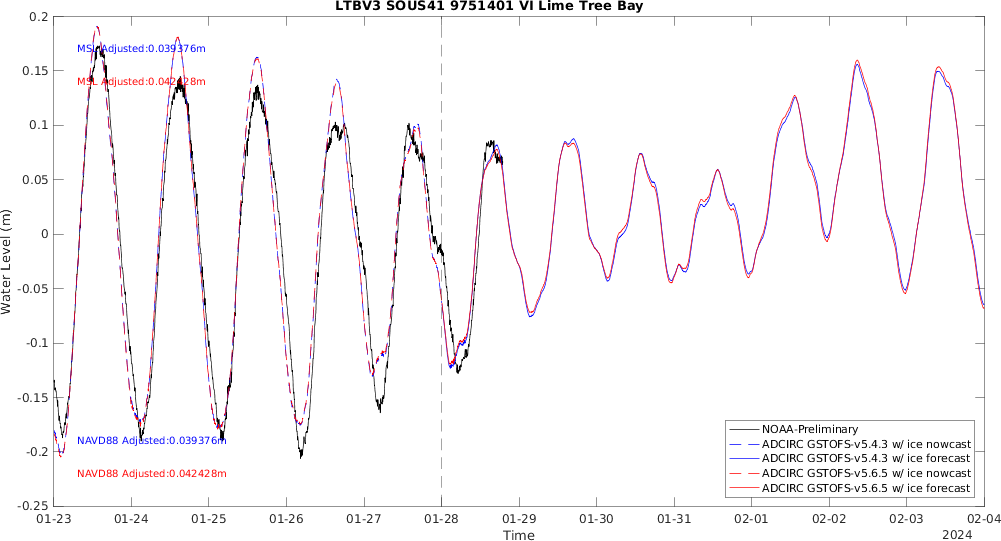 LTBV3 SOUS41 9751401 VI Lime Tree Bay
0.2
0.15
0.1
0.05
0
-0.05
-0.1
-0.15
-0.2
-0.25
Water Level (m)
MSL Adjusted:0.039376m
MSL Adjusted:0.042428m
NAVD88 Adjusted:0.039376m
NAVD88 Adjusted:0.042428m
NOAA-Preliminary
ADCIRC GSTOFS-v5.4.3 w/ ice nowcast
ADCIRC GSTOFS-v5.4.3 w/ ice forecast
ADCIRC GSTOFS-v5.6.5 w/ ice nowcast
ADCIRC GSTOFS-v5.6.5 w/ ice forecast
01-23 01-24 01-25 01-26 01-27 01-28 01-29 01-30 01-31 02-01 02-02 02-03 02-04
Time
2024